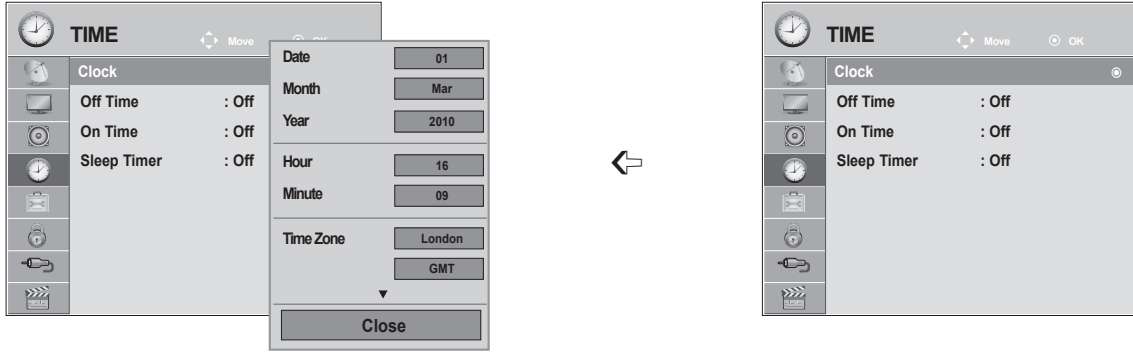 TIME
Move
OK
Clock
Off Time : Off
On Time : Off
Sleep Timer : Off
Date 01
Month Mar
Year 2010
Hour 16
Minute 09
Time Zone London
GMT
Close
TIME
Move
OK
Clock
Off Time : Off
On Time : Off
Sleep Timer : Off